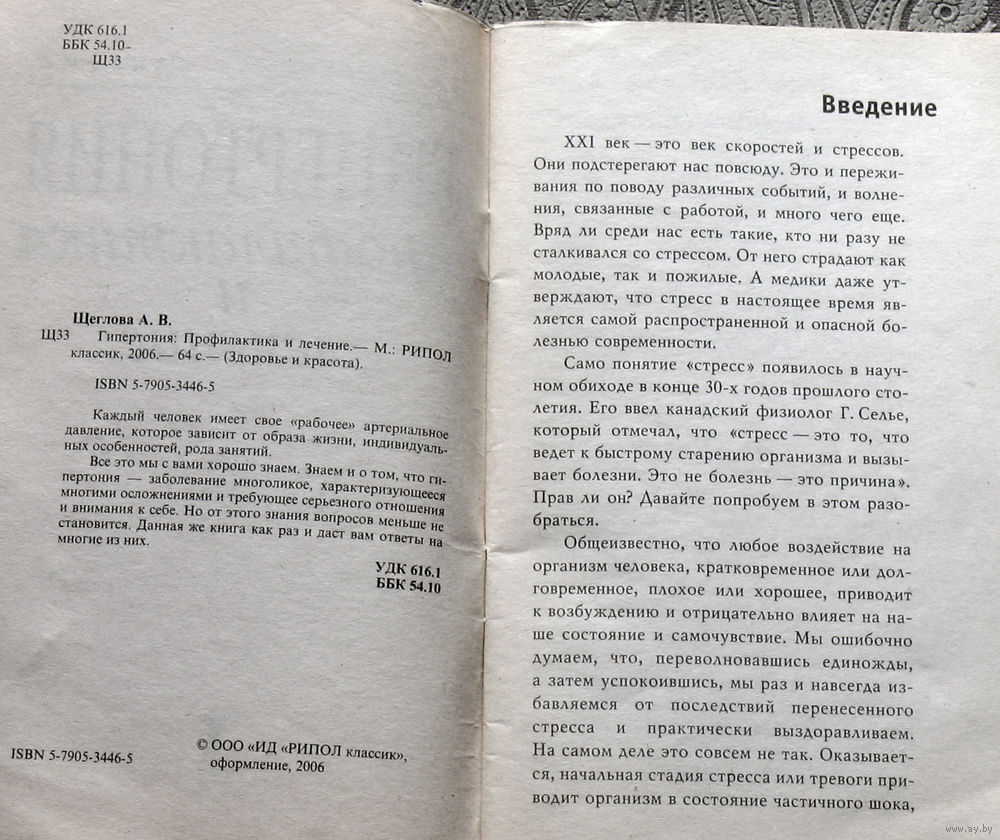 УДК 616.1
ББК 54.10-
Щ33
Щеглова А. В.
Щ33 Гипертония: Профилактика и лечение.— М.: РИПОЛ
классик, 2006.— 64 с.— (Здоровье и красота).
ISBN 5-7905-3446-5
Каждый человек имеет свое «рабочее» артериальное
давление, которое зависит от образа жизни, индивидуаль-
ных особенностей, рода занятий.
Все это мы с вами хорошо знаем. Знаем и о том, что ги-
пертония — заболевание многоликое, характеризующееся
многими осложнениями и требующее серьезного отношения
и внимания к себе. Но от этого знания вопросов меньше не
становится. Данная же книга как раз и даст вам ответы на
многие из них.
УДК 616.1
ББК 54.10
ISBN 5-7905-3446-5
© ООО «ИД «РИПОЛ классик»,
оформление, 2006
Введение
XXI век — это век скоростей и стрессов.
Они подстерегают нас повсюду. Это и пережи-
вания по поводу различных событий, и волне-
ния, связанные с работой, и много чего еще.
Вряд ли среди нас есть такие, кто ни разу не
сталкивался со стрессом. От него страдают как
молодые, так и пожилые. А медики даже ут-
верждают, что стресс в настоящее время яв-
ляется самой распространенной и опасной бо-
лезнью современности.
Само понятие «стресс» появилось в науч-
ном обиходе в конце 30-х годов прошлого сто-
летия. Его ввел канадский физиолог Г. Селье,
который отмечал, что «стресс — это то, что
ведет к быстрому старению организма и вызы-
вает болезни. Это не болезнь — это причина».
Прав ли он? Давайте попробуем в этом разо-
браться.
Общеизвестно, что любое воздействие на
организм человека, кратковременное или дол-
говременное, плохое или хорошее, приводит
к возбуждению и отрицательно влияет на на-
ше состояние и самочувствие. Мы ошибочно
думаем, что, переволновавшись единожды,
а затем успокоившись, мы раз и навсегда из-
бавляемся от последствий перенесенного
стресса и практически выздоравливаем.
На самом деле это совсем не так. Оказывает-
ся, начальная стадия стресса или тревоги при-
водит организм в состояние частичного шока,
www.ay.by